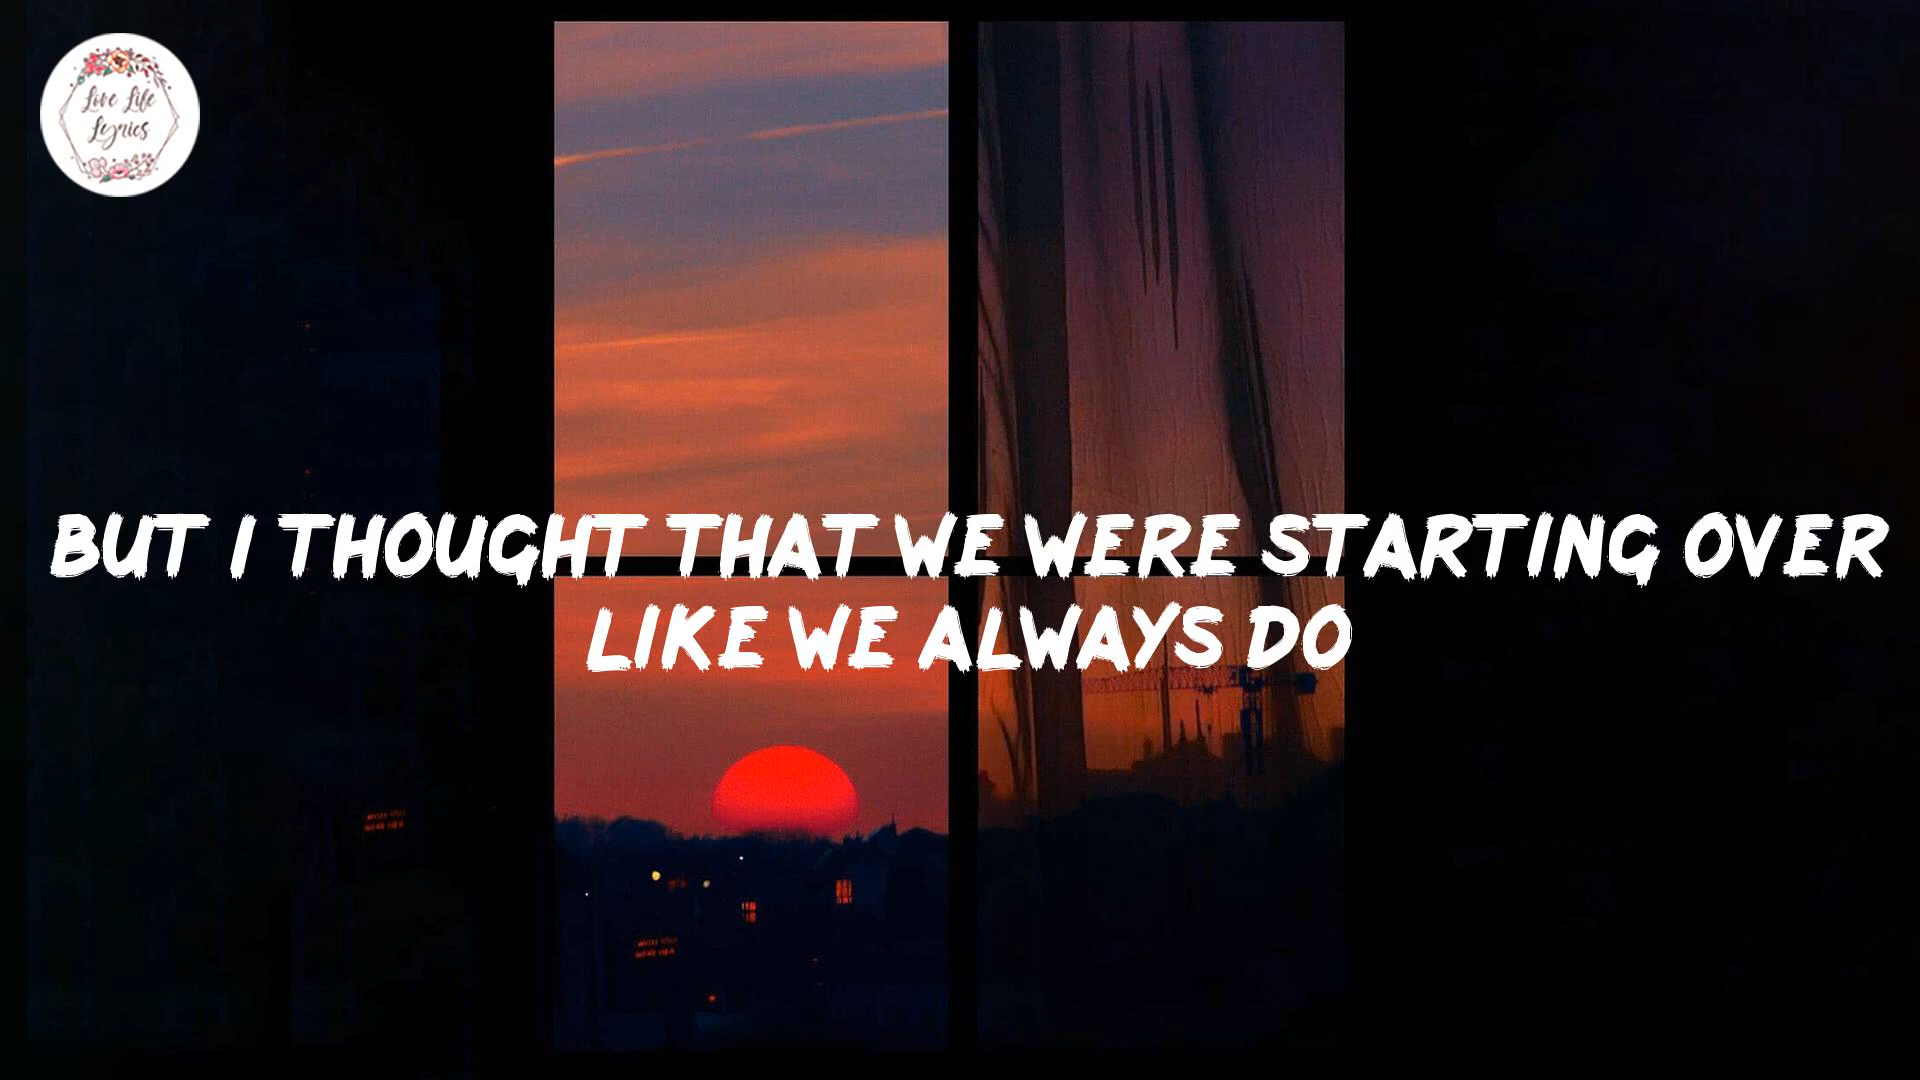 Love Life
Lyrics
BUT I THOUGHT THAT WE WERE STARTING OVER
LIKE WE ALWAYS DO